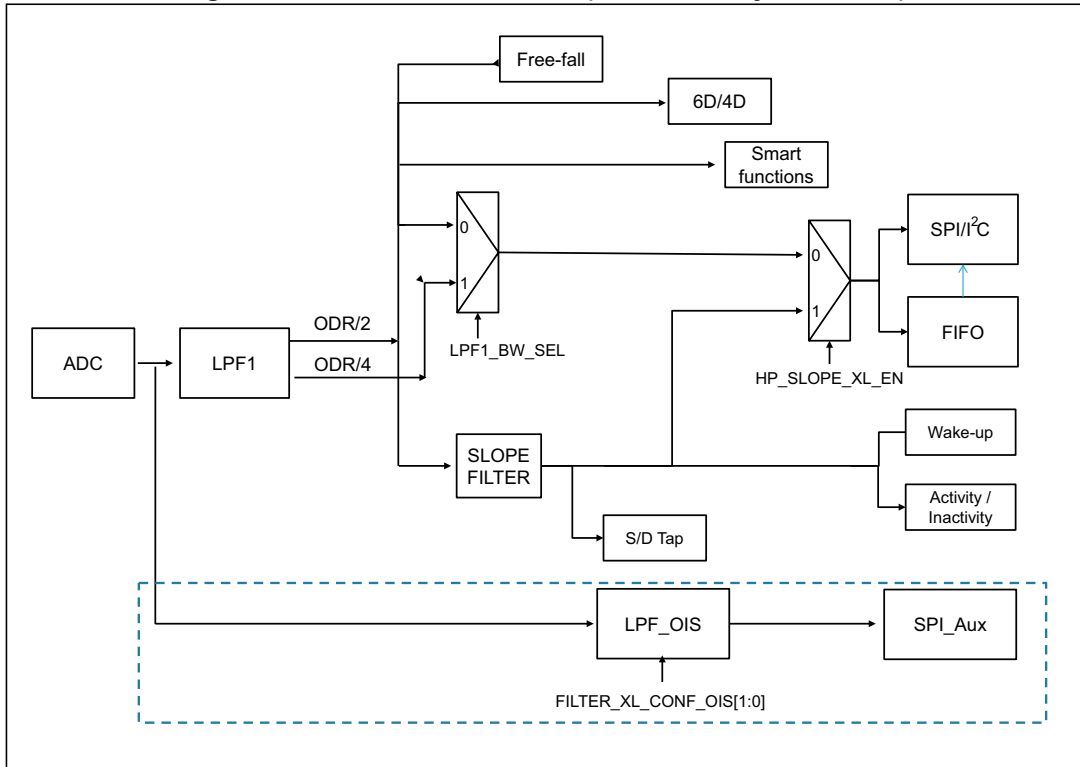 Free-fall
6D/4D
Smart
functions
0
1
LPF1_BW_SEL
0
1
HP_SLOPE_XL_EN
SPI/I²C
FIFO
ADC
LPF1
ODR/2
ODR/4
SLOPE
FILTER
Wake-up
Activity /
Inactivity
S/D Tap
LPF_OIS
SPI_Aux
FILTER_XL_CONF_OIS[1:0]